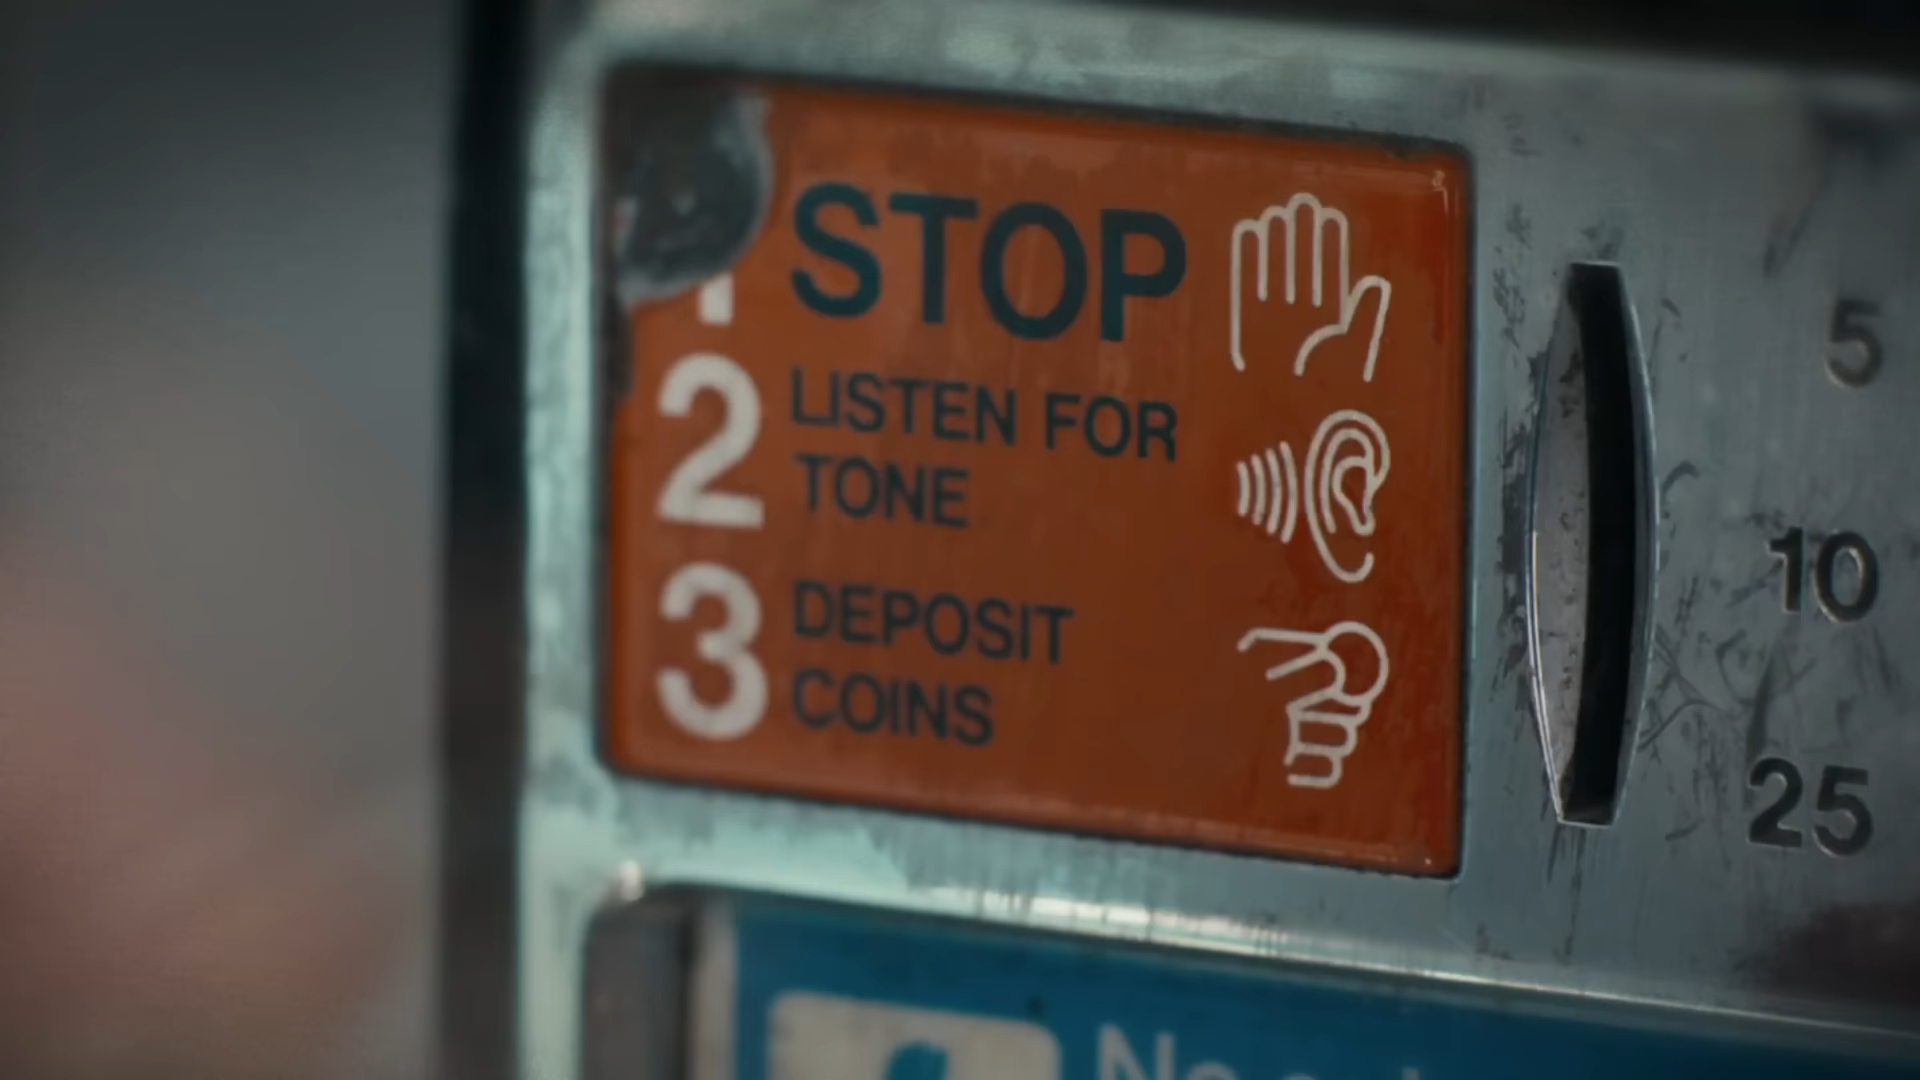 1 STOP
2 LISTEN FOR
TONE
3 DEPOSIT
COINS
5
10
25